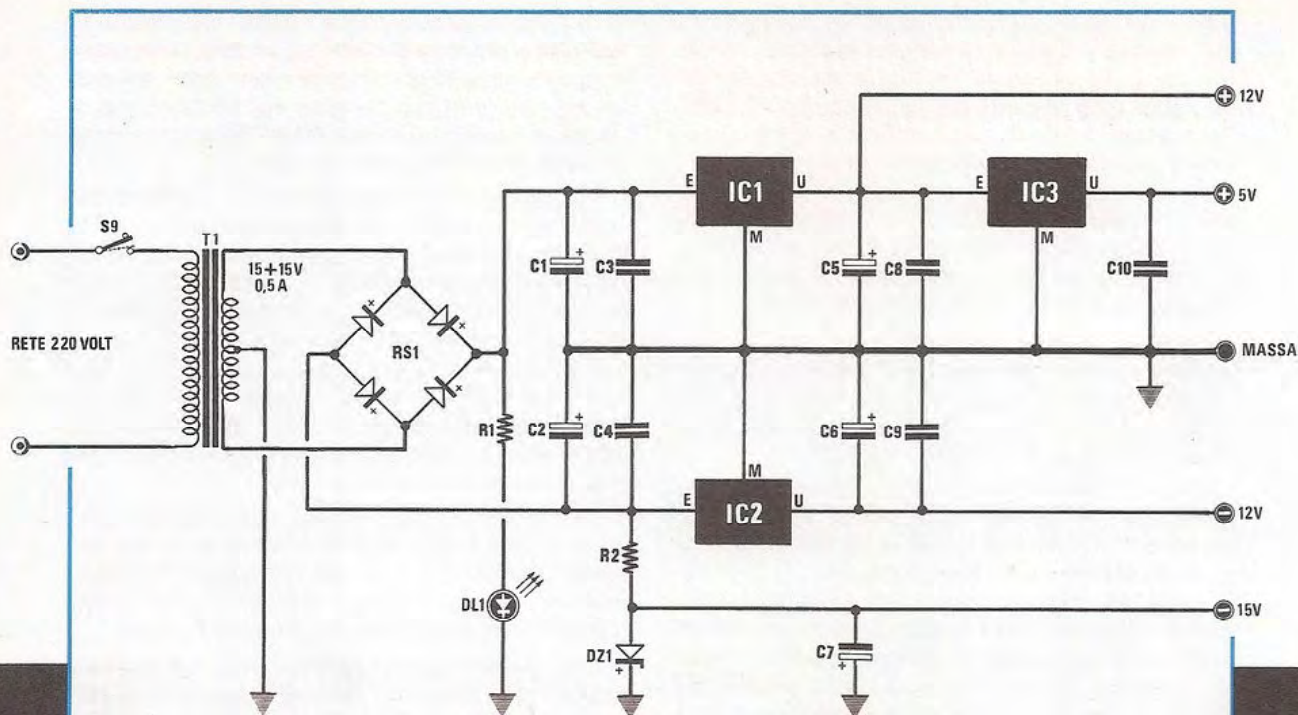 12V
E
IC1
U
E
IC3
U
5V
M
M
S9
T1
15+15V
0,5 A
C1
C3
C5
C8
C10
RETE 220 VOLT
RS1
MASSA
R1
C2
C4
C6
C9
M
E
IC2
U
12V
R2
DL1
15V
DZ1
C7